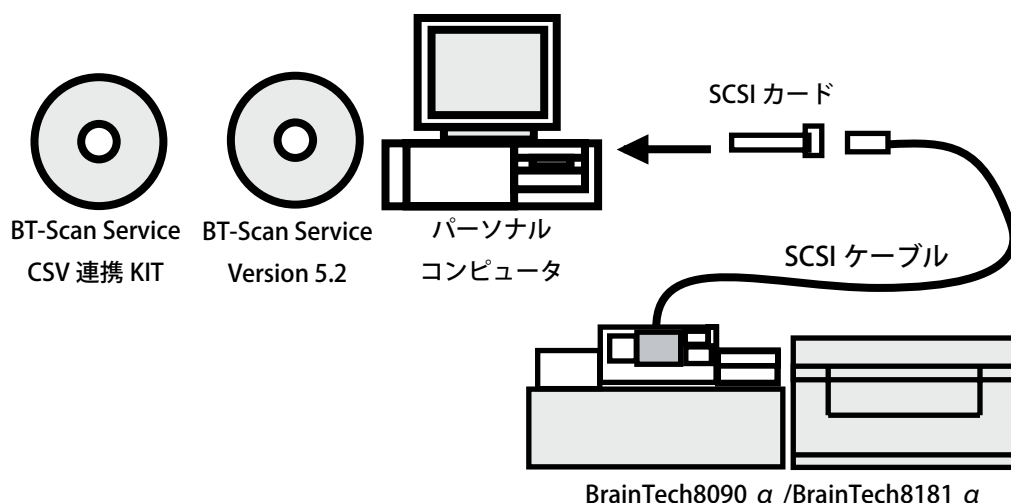 SCSI カード
BT-Scan Service
CSV 連携 KIT
BT-Scan Service
Version 5.2
パーソナル
コンピュータ
SCSI ケーブル
BrainTech8090 α /BrainTech8181 α